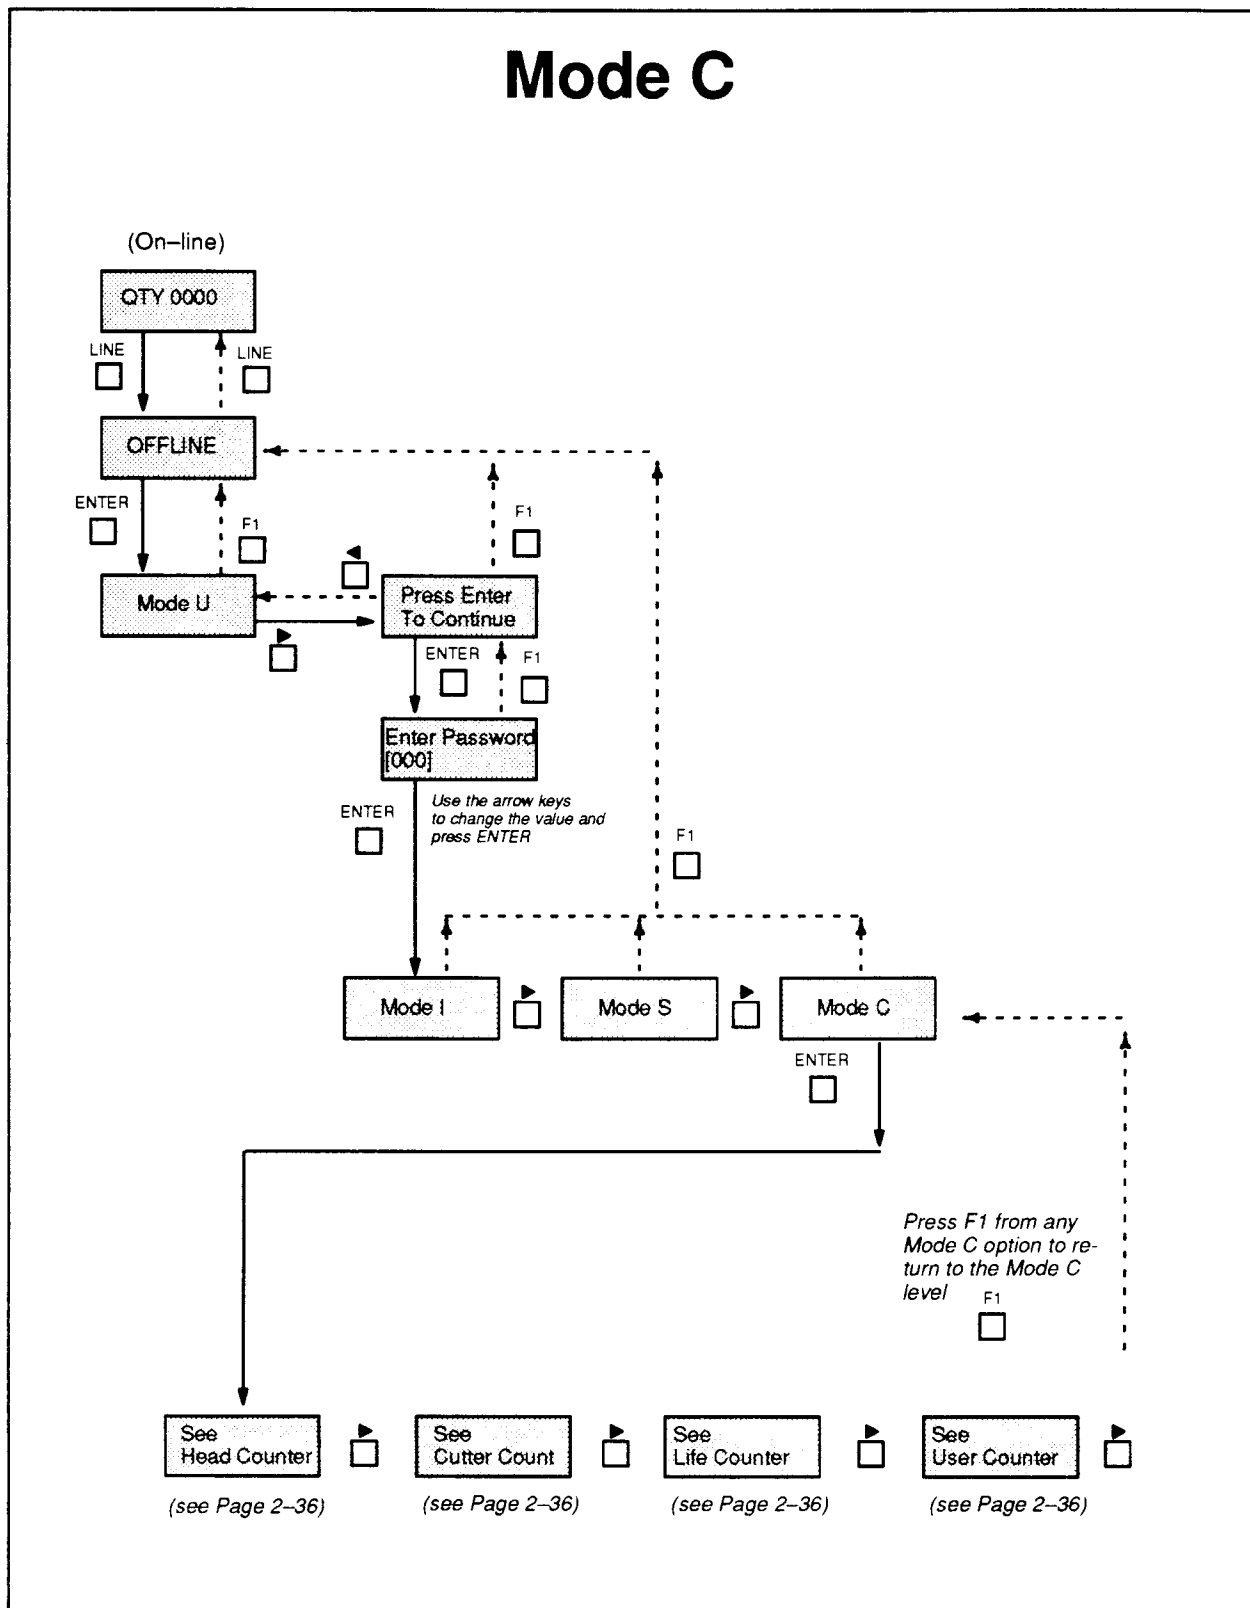 Mode C
(On–line)
QTY 0000
LINE
LINE
OFFLINE
ENTER
F1
F1
Mode U
Press Enter
To Continue
ENTER
F1
Enter Password
[000]
ENTER
Use the arrow keys
to change the value and
press ENTER
F1
Mode I
Mode S
Mode C
ENTER
Press F1 from any
Mode C option to re-
turn to the Mode C
level
F1
See
Head Counter
See
Cutter Count
See
Life Counter
See
User Counter
(see Page 2–36)
(see Page 2–36)
(see Page 2–36)
(see Page 2–36)